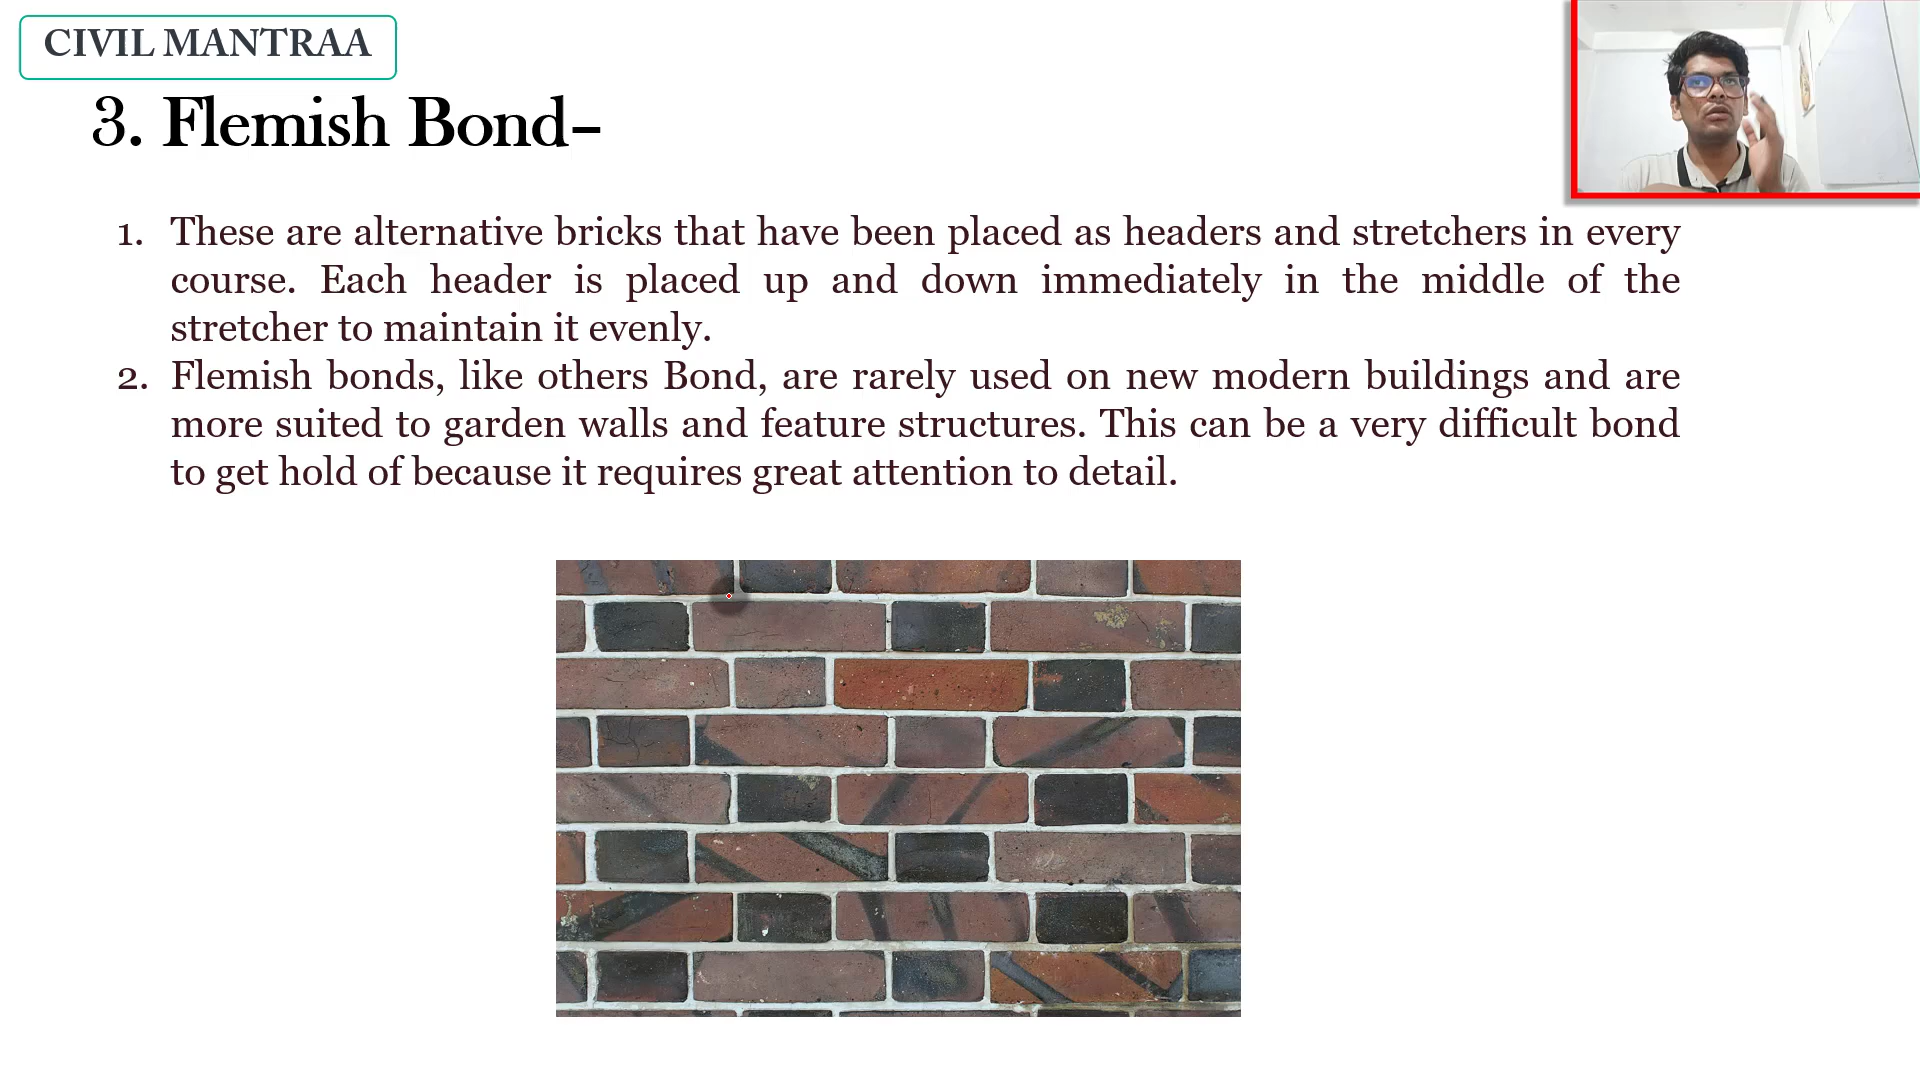 CIVIL MANTRAA
3. Flemish Bond–
1. These are alternative bricks that have been placed as headers and stretchers in every
course. Each header is placed up and down immediately in the middle of the
stretcher to maintain it evenly.
2. Flemish bonds, like others Bond, are rarely used on new modern buildings and are
more suited to garden walls and feature structures. This can be a very difficult bond
to get hold of because it requires great attention to detail.